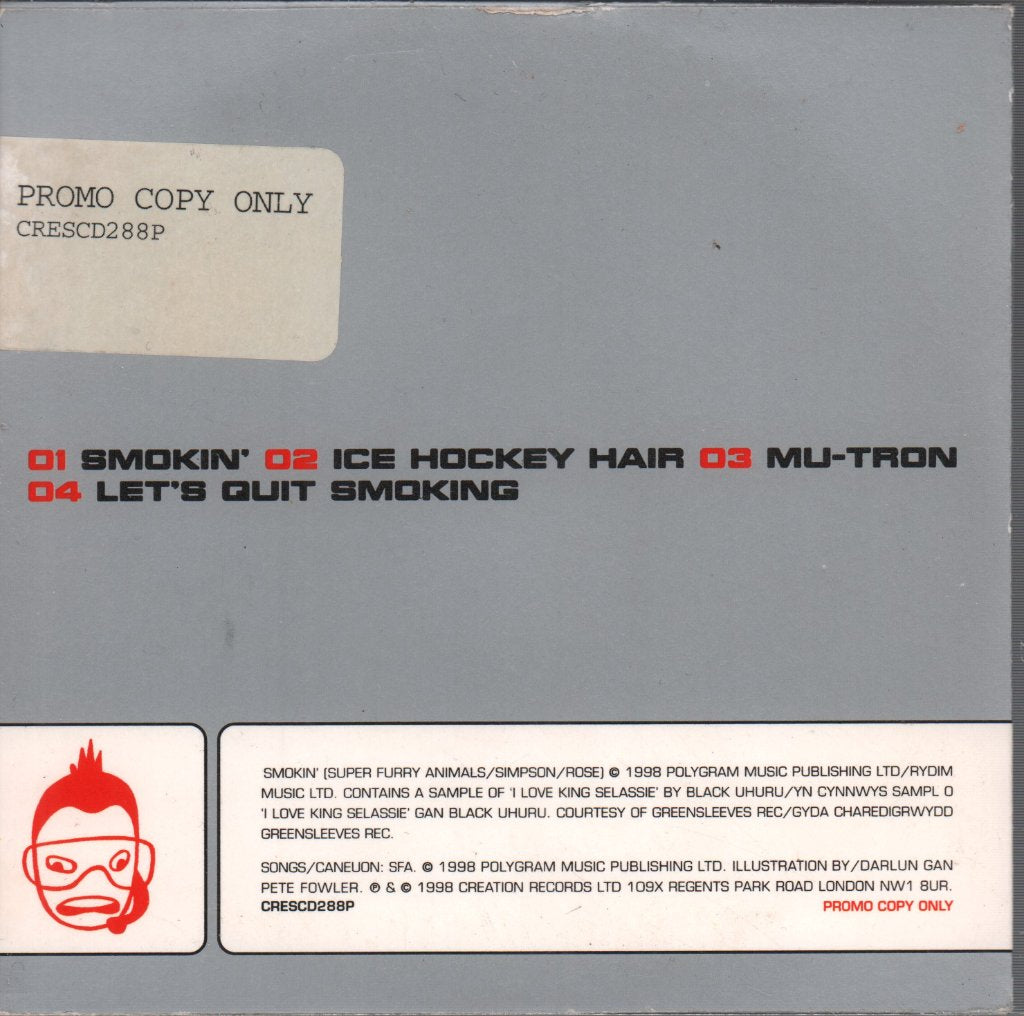 PROMO COPY ONLY
CRESCD288P
01 SMOKIN' 02 ICE HOCKEY HAIR 03 MU-TRON
04 LET'S QUIT SMOKING
SMOKIN' (SUPER FURRY ANIMALS/SIMPSON/ROSE) © 1998 POLYGRAM MUSIC PUBLISHING LTD/RYDIM
MUSIC LTD. CONTAINS A SAMPLE OF 'I LOVE KING SELASSIE' BY BLACK UHURU/YN CYNNWYS SAMPL O
'I LOVE KING SELASSIE' GAN BLACK UHURU. COURTESY OF GREENSLEEVES REC/GYDA CHAREDIGRWYDD
GREENSLEEVES REC.
SONGS/CANEUON: SFA. © 1998 POLYGRAM MUSIC PUBLISHING LTD. ILLUSTRATION BY/DARLUN GAN
PETE FOWLER. ℗ & © 1998 CREATION RECORDS LTD 109X REGENTS PARK ROAD LONDON NW1 8UR.
CRESCD288P PROMO COPY ONLY